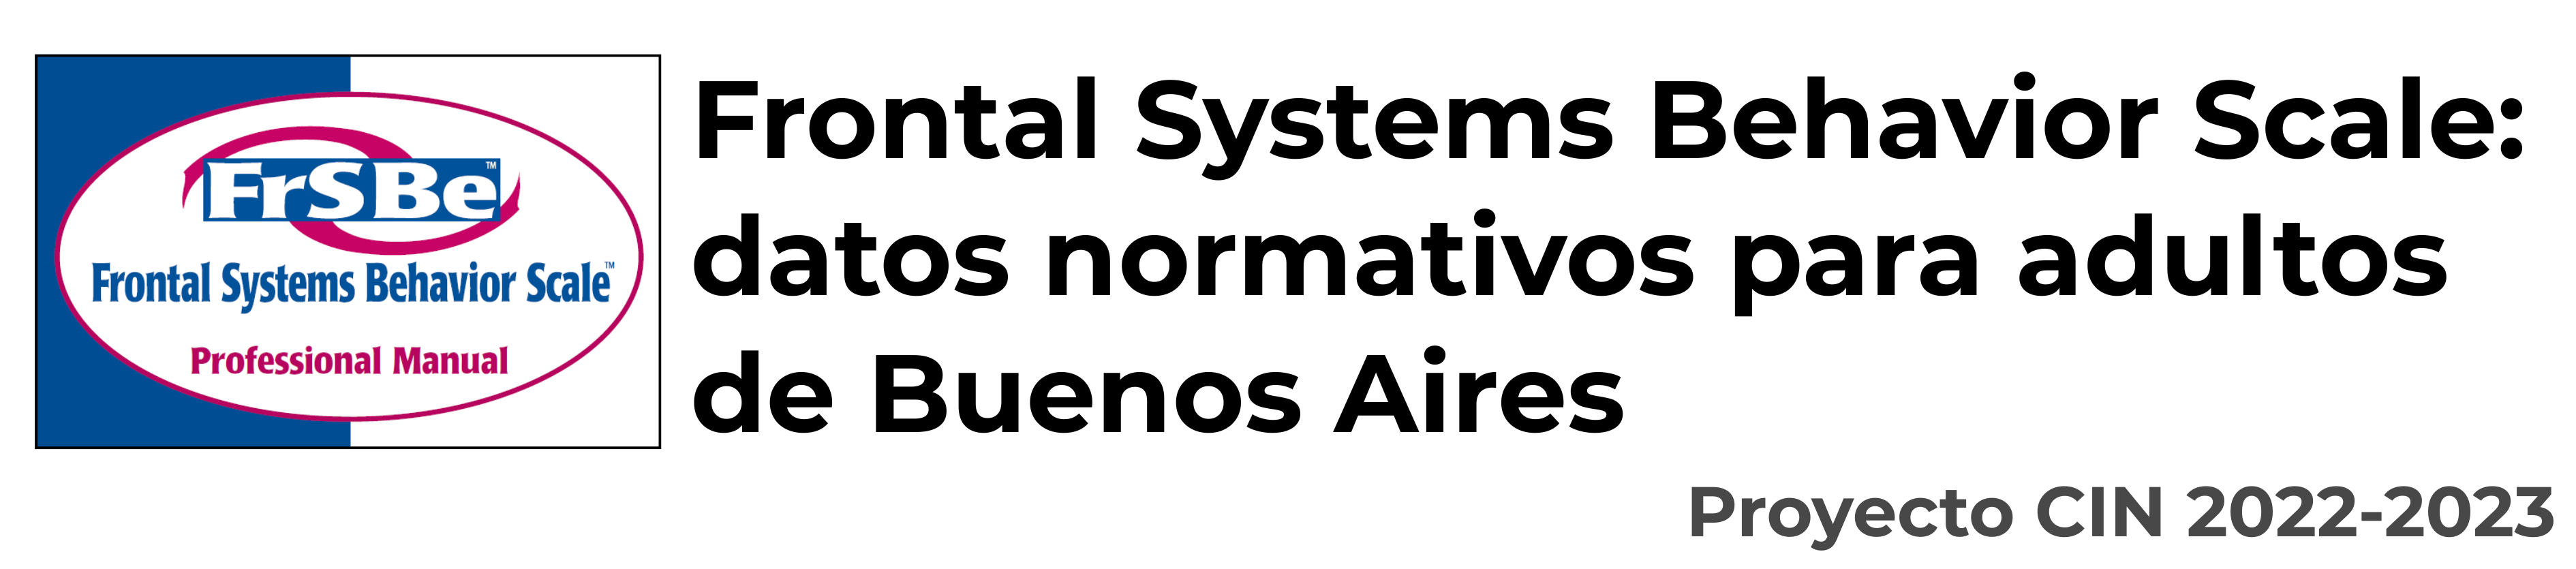 FrSBe™
Frontal Systems Behavior Scale™
Professional Manual
Frontal Systems Behavior Scale:
datos normativos para adultos
de Buenos Aires
Proyecto CIN 2022-2023